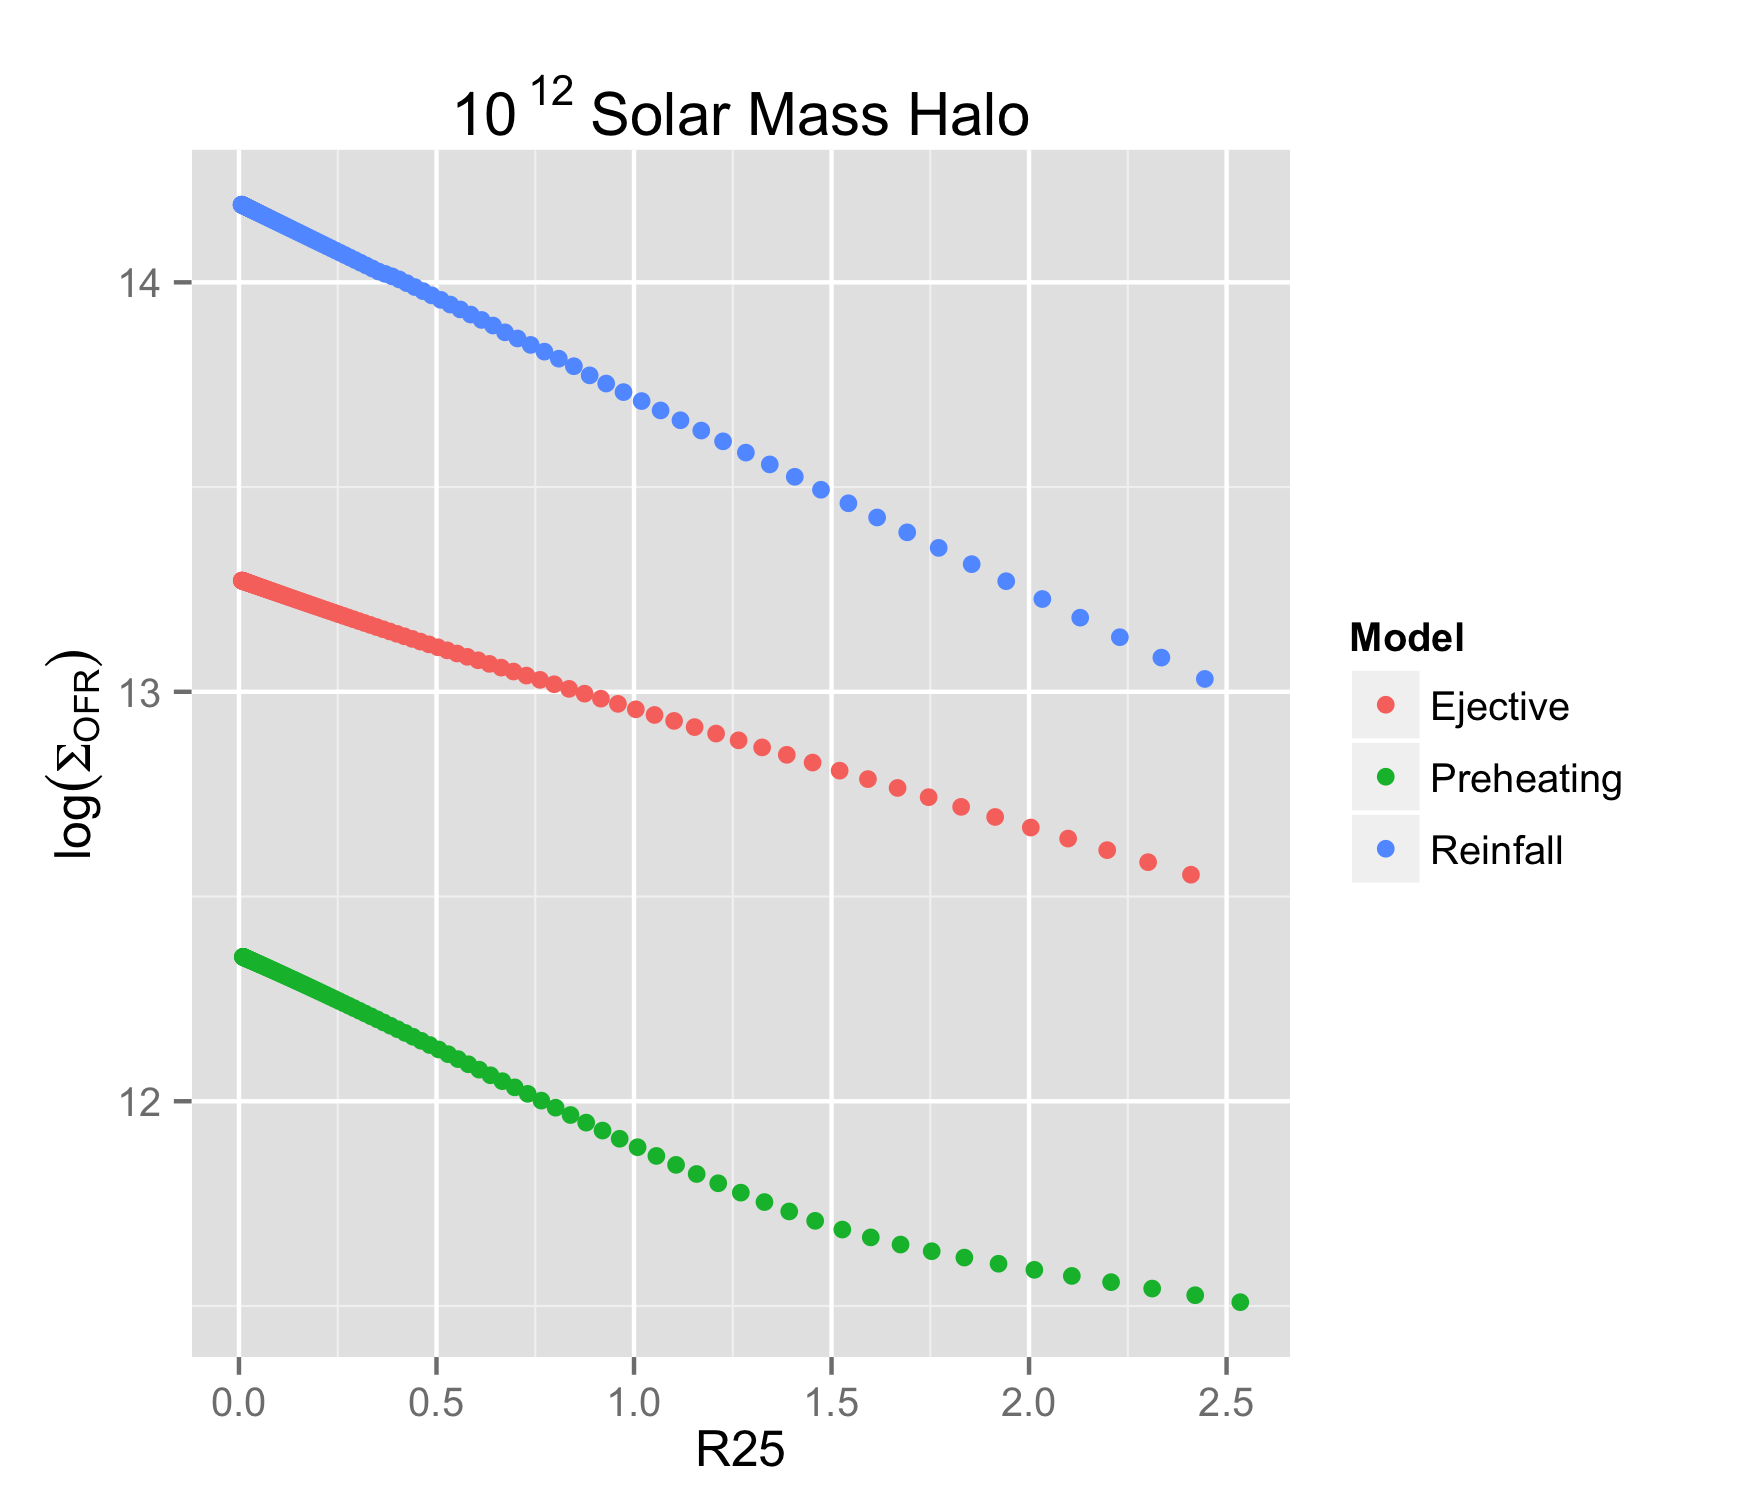 10 12 Solar Mass Halo
14
13
12
log(ΣOFR)
0.0 0.5 1.0 1.5 2.0 2.5
R25
Model
Ejective
Preheating
Reinfall